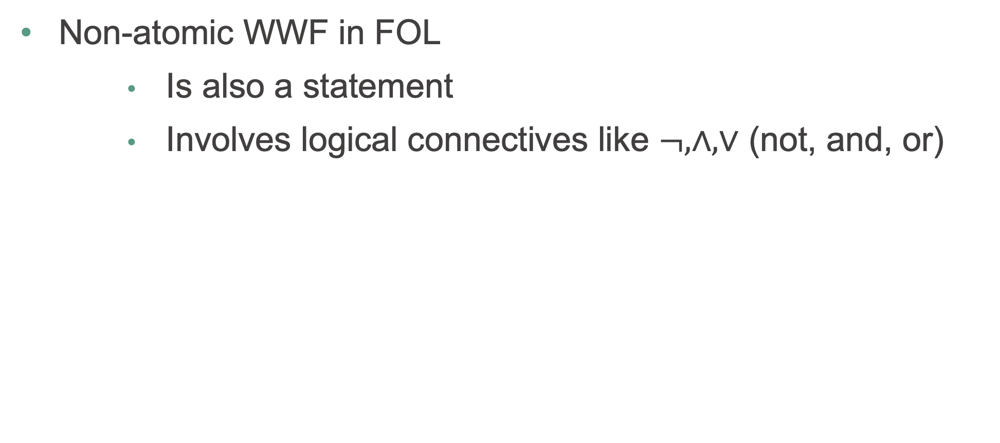 • Non-atomic WWF in FOL
• Is also a statement
• Involves logical connectives like ¬,∧,∨ (not, and, or)